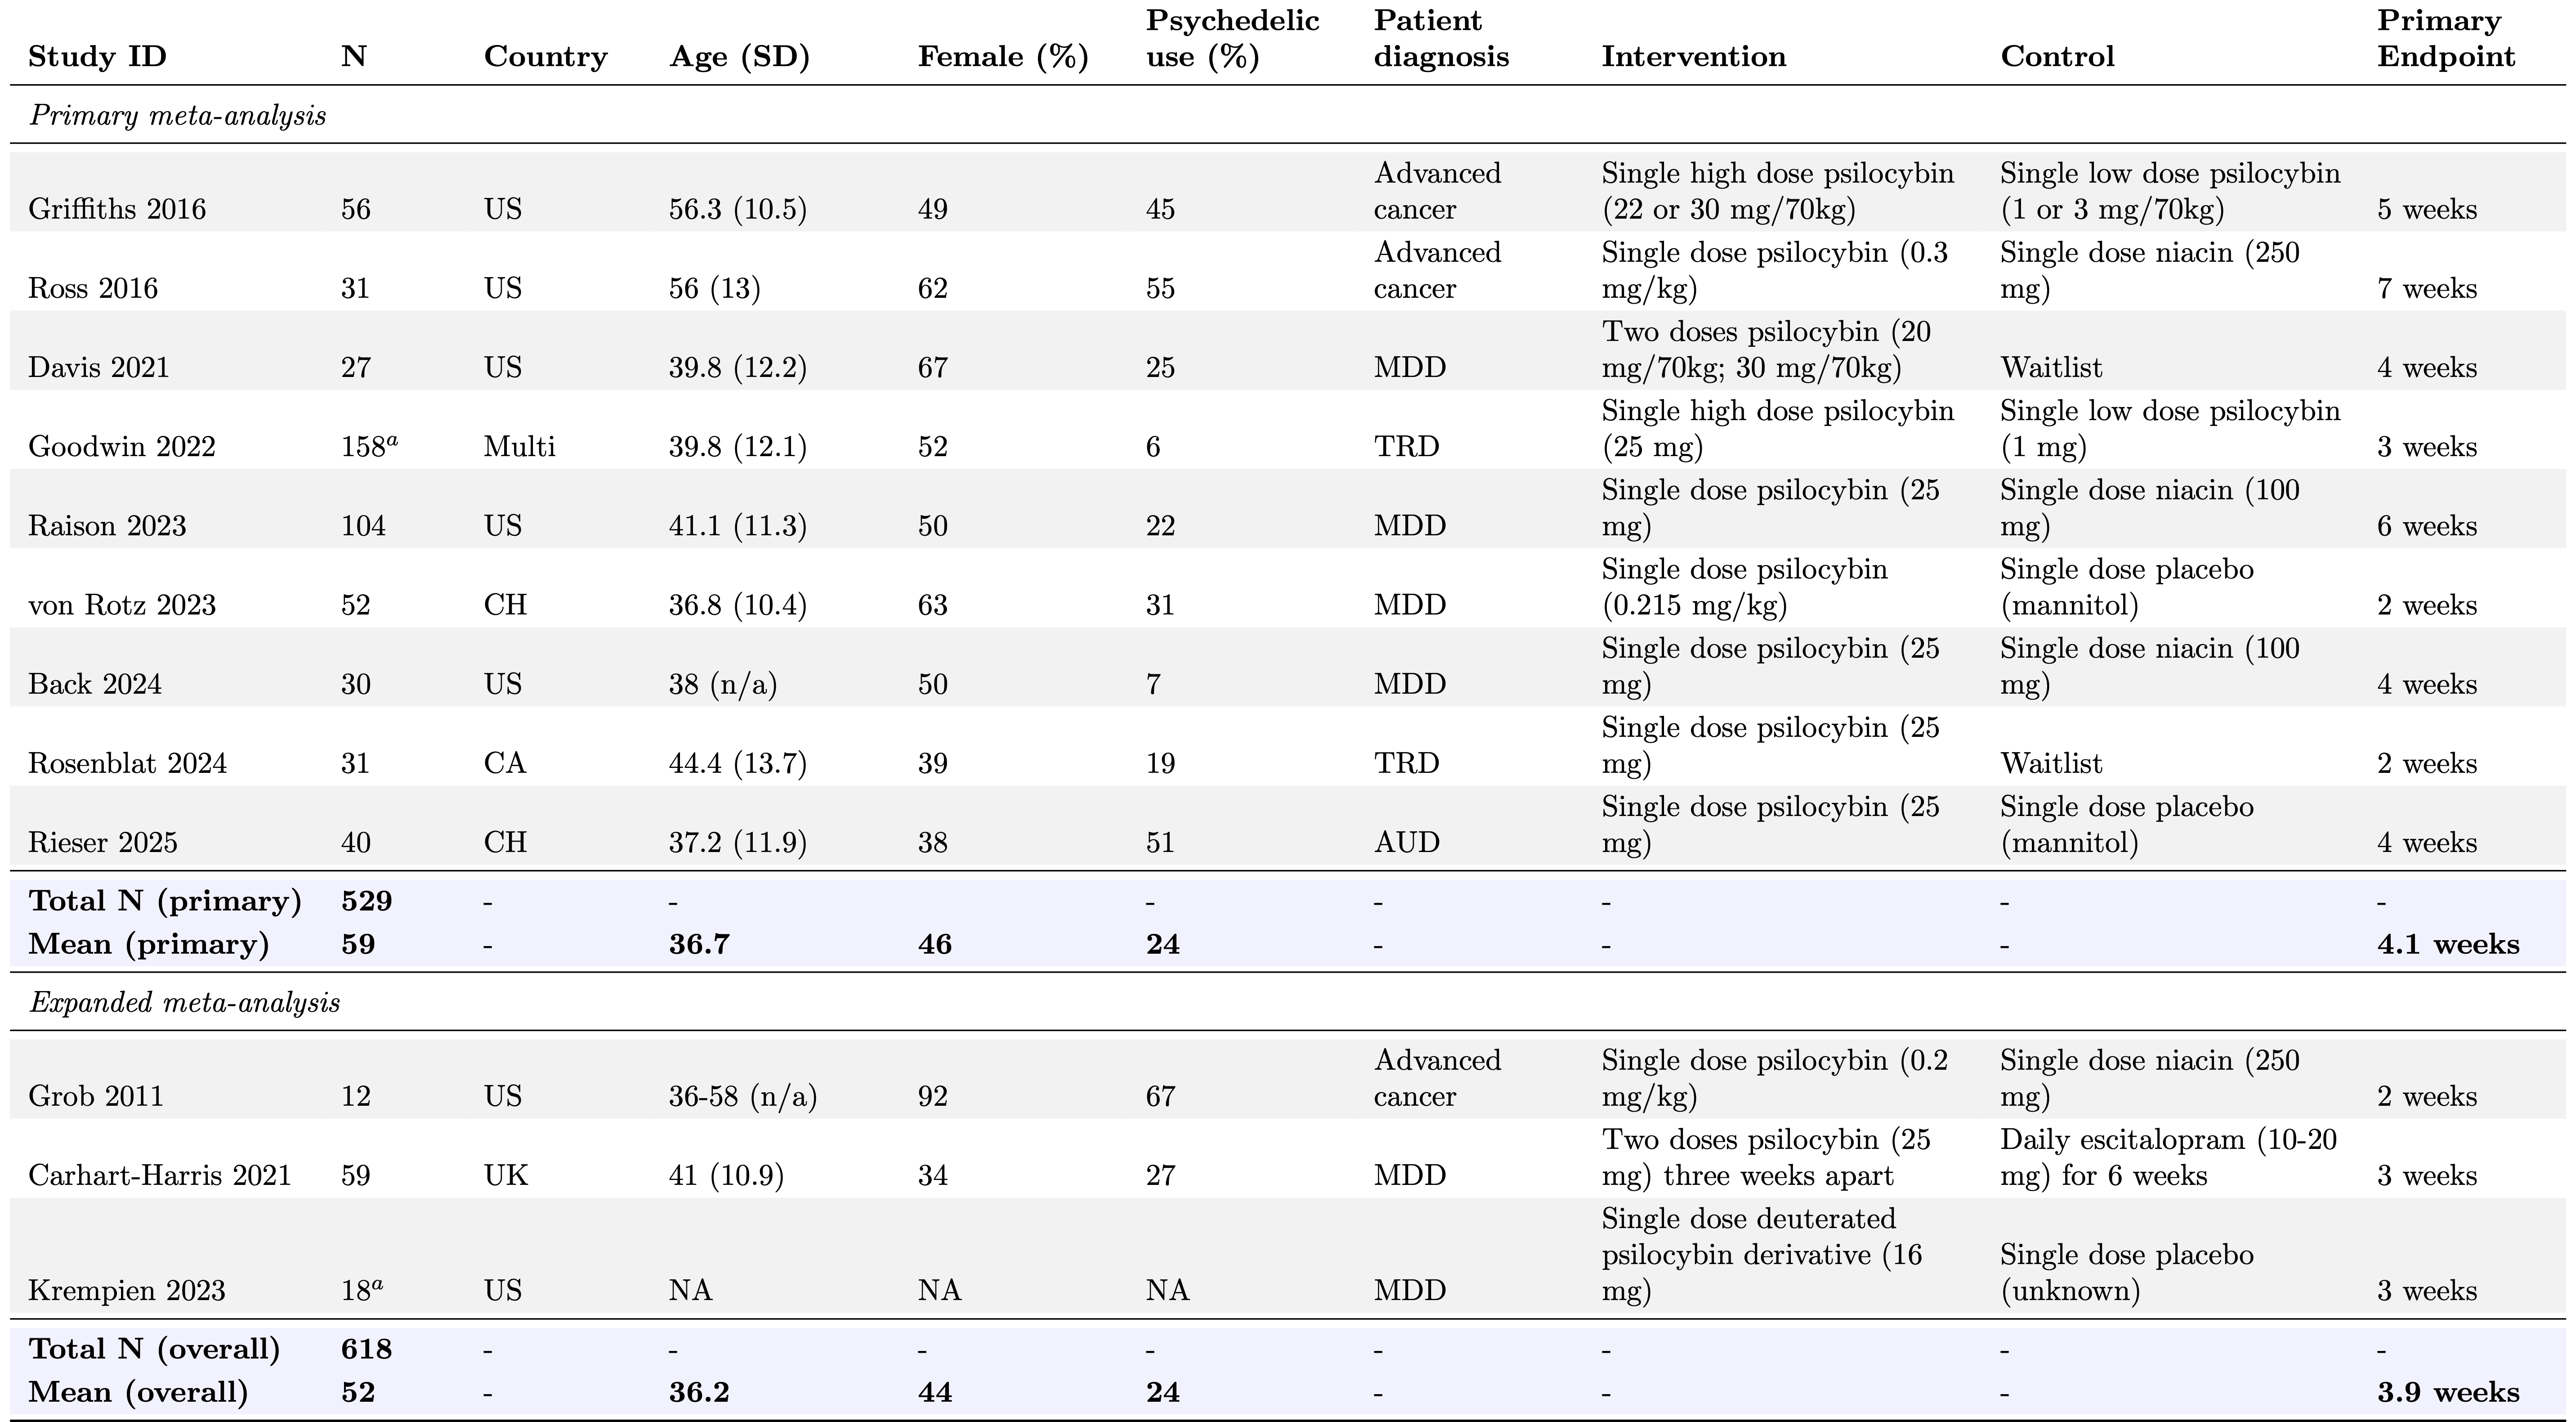 Study ID N Country Age (SD) Female (%) Psychedelic use (%) Patient diagnosis Intervention Control Primary Endpoint
Primary meta-analysis
Griffiths 2016 56 US 56.3 (10.5) 49 45 Advanced cancer Single high dose psilocybin (22 or 30 mg/70kg) Single low dose psilocybin (1 or 3 mg/70kg) 5 weeks
Ross 2016 31 US 56 (13) 62 55 Advanced cancer Single dose psilocybin (0.3 mg/kg) Single dose niacin (250 mg) 7 weeks
Davis 2021 27 US 39.8 (12.2) 67 25 MDD Two doses psilocybin (20 mg/70kg; 30 mg/70kg) Waitlist 4 weeks
Goodwin 2022 158a Multi 39.8 (12.1) 52 6 TRD Single high dose psilocybin (25 mg) Single low dose psilocybin (1 mg) 3 weeks
Raison 2023 104 US 41.1 (11.3) 50 22 MDD Single dose psilocybin (25 mg) Single dose niacin (100 mg) 6 weeks
von Rotz 2023 52 CH 36.8 (10.4) 63 31 MDD Single dose psilocybin (0.215 mg/kg) Single dose placebo (mannitol) 2 weeks
Back 2024 30 US 38 (n/a) 50 7 MDD Single dose psilocybin (25 mg) Single dose niacin (100 mg) 4 weeks
Rosenblat 2024 31 CA 44.4 (13.7) 39 19 TRD Single dose psilocybin (25 mg) Waitlist 2 weeks
Rieser 2025 40 CH 37.2 (11.9) 38 51 AUD Single dose psilocybin (25 mg) Single dose placebo (mannitol) 4 weeks
Total N (primary) 529 - - - - - - -
Mean (primary) 59 - 36.7 46 24 - - - 4.1 weeks
Expanded meta-analysis
Grob 2011 12 US 36-58 (n/a) 92 67 Advanced cancer Single dose psilocybin (0.2 mg/kg) Single dose niacin (250 mg) 2 weeks
Carhart-Harris 2021 59 UK 41 (10.9) 34 27 MDD Two doses psilocybin (25 mg) three weeks apart Daily escitalopram (10-20 mg) for 6 weeks 3 weeks
Krempien 2023 18a US NA NA NA MDD Single dose deuterated psilocybin derivative (16 mg) Single dose placebo (unknown) 3 weeks
Total N (overall) 618 - - - - - - - -
Mean (overall) 52 - 36.2 44 24 - - - 3.9 weeks